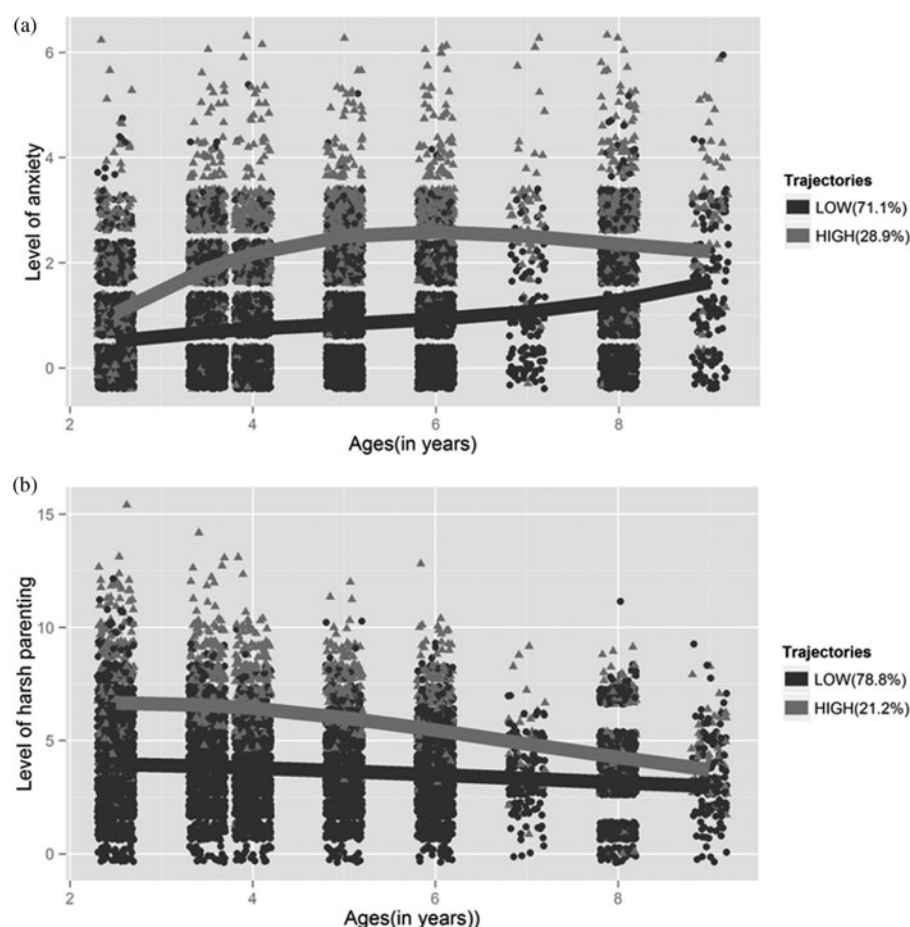 (a)
6
4
2
0
Level of anxiety
2 4 6 8
Ages(in years)
Trajectories
LOW(71.1%)
HIGH(28.9%)
(b)
15
10
5
0
Level of harsh parenting
2 4 6 8
Ages(in years))
Trajectories
LOW(78.8%)
HIGH(21.2%)